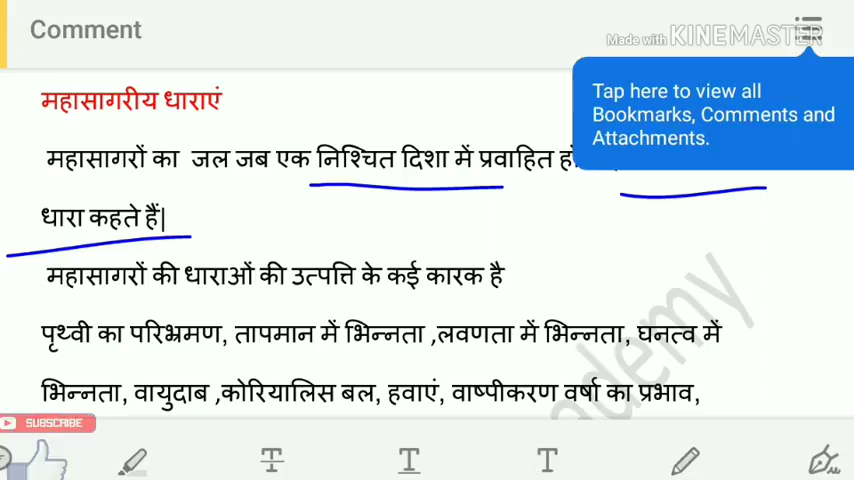 Comment
Made with KINEMASTER
Tap here to view all
Bookmarks, Comments and
Attachments.
महासागरीय धाराएं
महासागरों का जल जब एक निश्चित दिशा में प्रवाहित
धारा कहते हैं|
महासागरों की धाराओं की उत्पत्ति के कई कारक है
पृथ्वी का परिभ्रमण, तापमान में भिन्नता ,लवणता में भिन्नता, घनत्व में
भिन्नता, वायुदाब ,कोरियालिस बल, हवाएं, वाष्पीकरण वर्षा का प्रभाव,
ademy
SUBSCRIBE
T T T